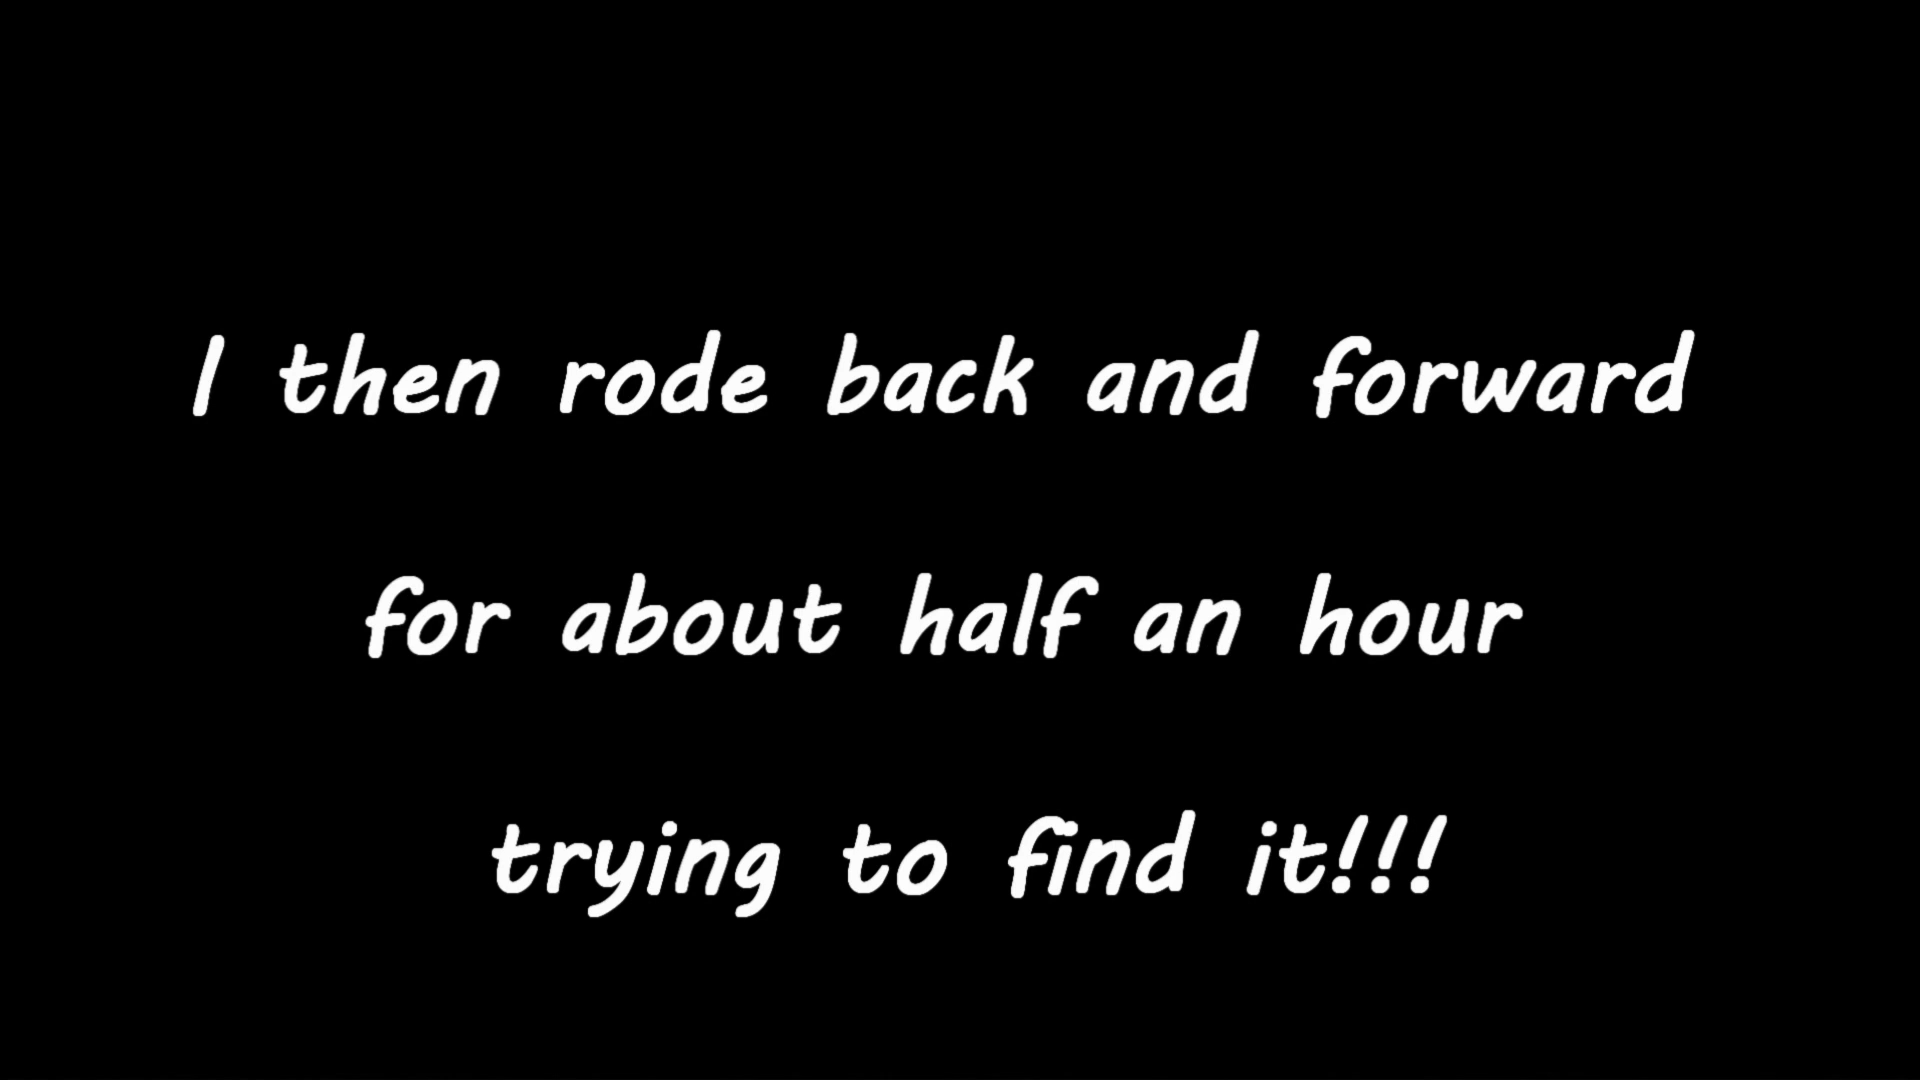 I then rode back and forward
for about half an hour
trying to find it!!!